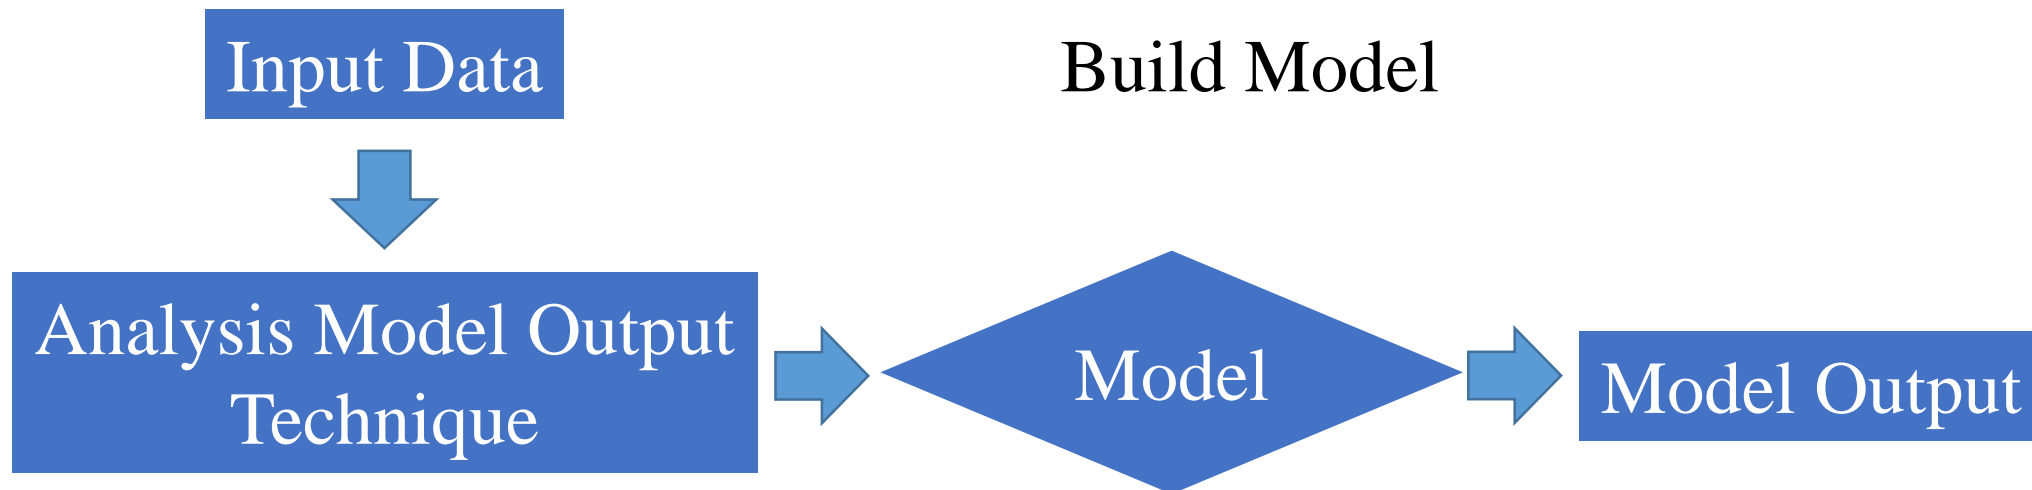 Input Data
Build Model
Analysis Model Output
Technique
Model
Model Output